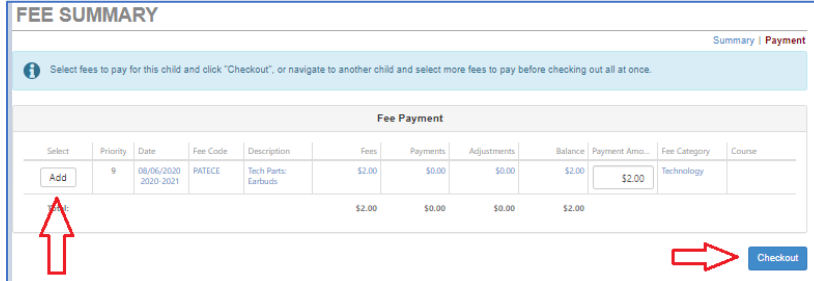 FEE SUMMARY
Summary | Payment
Select fees to pay for this child and click "Checkout", or navigate to another child and select more fees to pay before checking out all at once.
Fee Payment
Select Priority Date Fee Code Description Fees Payments Adjustments Balance Payment Amo... Fee Category Course
Add 9 08/06/2020 PATECE Tech Parts: $2.00 $0.00 $0.00 $2.00 $2.00 Technology
2020-2021 Earbuds
Total: $2.00 $0.00 $0.00 $2.00
Checkout